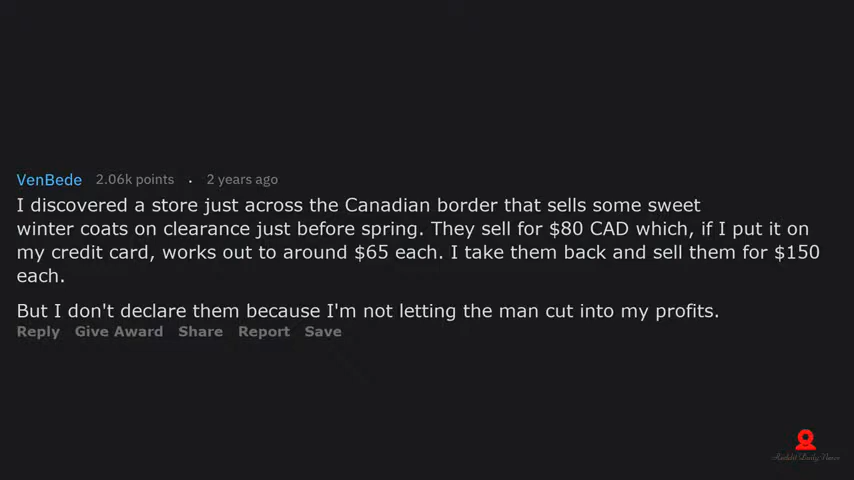 VenBede 2.06k points . 2 years ago
I discovered a store just across the Canadian border that sells some sweet
winter coats on clearance just before spring. They sell for $80 CAD which, if I put it on
my credit card, works out to around $65 each. I take them back and sell them for $150
each.
But I don't declare them because I'm not letting the man cut into my profits.
Reply Give Award Share Report Save